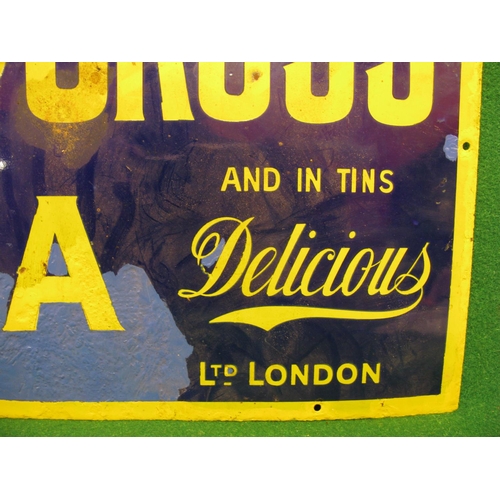 AND IN TINS
A
Delicious
LTD LONDON